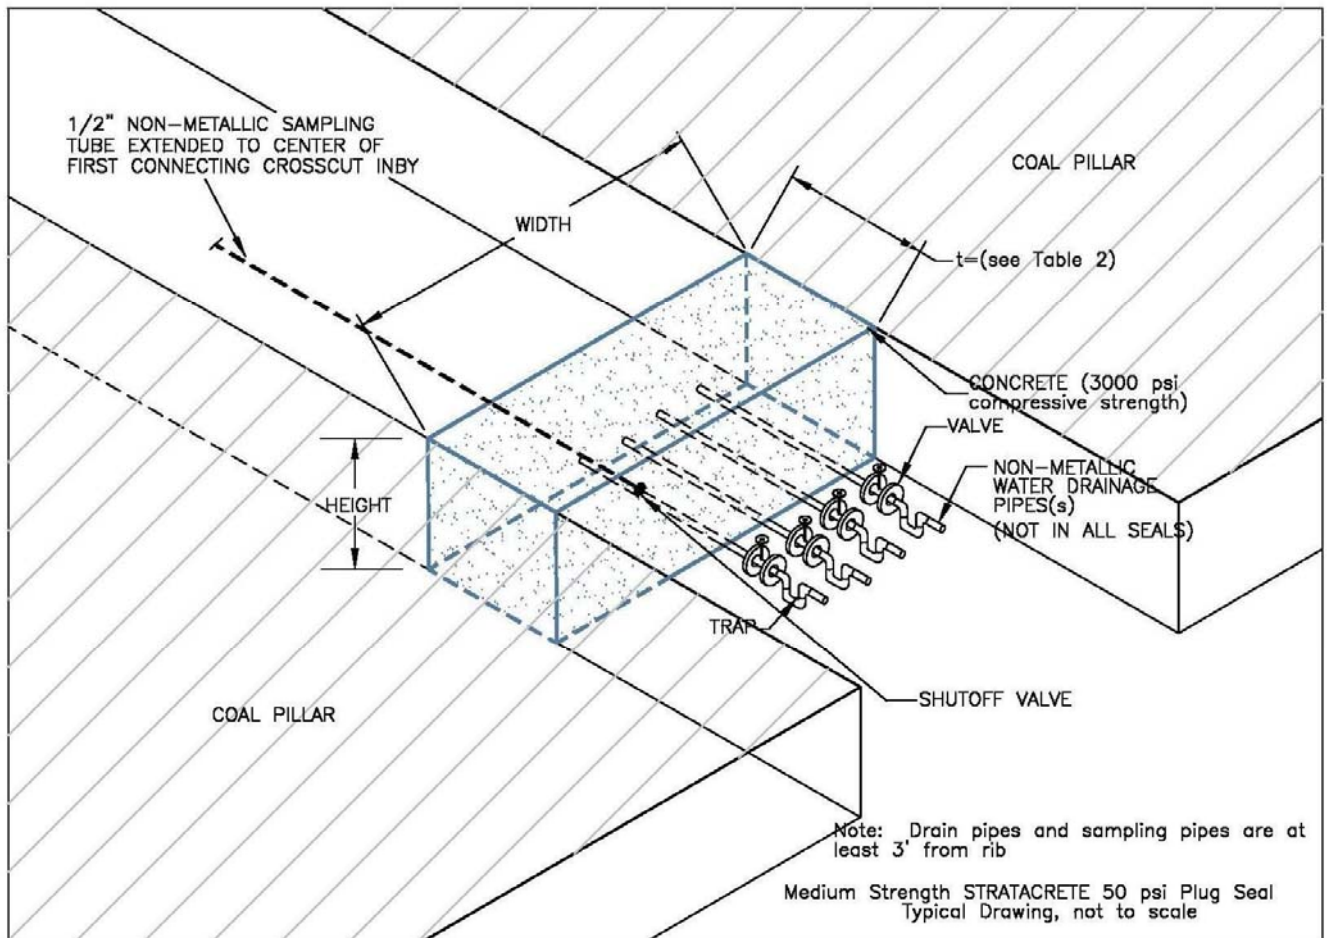 1/2" NON-METALLIC SAMPLING
TUBE EXTENDED TO CENTER OF
FIRST CONNECTING CROSSCUT INBY
COAL PILLAR
WIDTH
t=(see Table 2)
CONCRETE (3000 psi
compressive strength)
VALVE
NON-METALLIC
WATER DRAINAGE
PIPES(s)
(NOT IN ALL SEALS)
HEIGHT
TRAP
SHUTOFF VALVE
COAL PILLAR
Note: Drain pipes and sampling pipes are at
least 3' from rib
Medium Strength STRATACRETE 50 psi Plug Seal
Typical Drawing, not to scale